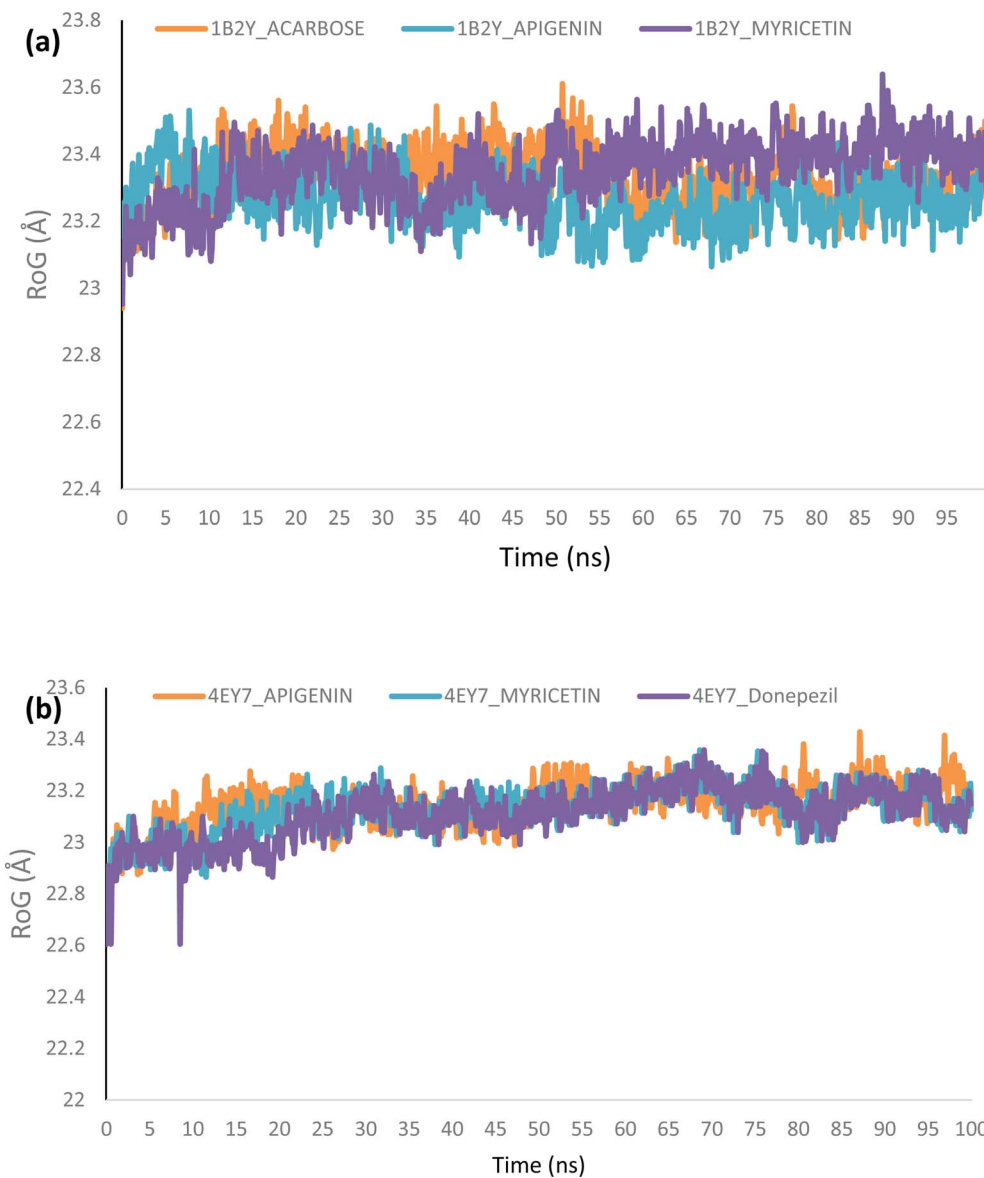 (a)
1B2Y_ACARBOSE 1B2Y_APIGENIN 1B2Y_MYRICETIN
RoG (Å)
23.8
23.6
23.4
23.2
23
22.8
22.6
22.4
0 5 10 15 20 25 30 35 40 45 50 55 60 65 70 75 80 85 90 95
Time (ns)
(b)
4EY7_APIGENIN 4EY7_MYRICETIN 4EY7_Donepezil
RoG (Å)
23.6
23.4
23.2
23
22.8
22.6
22.4
22.2
22
0 5 10 15 20 25 30 35 40 45 50 55 60 65 70 75 80 85 90 95 100
Time (ns)